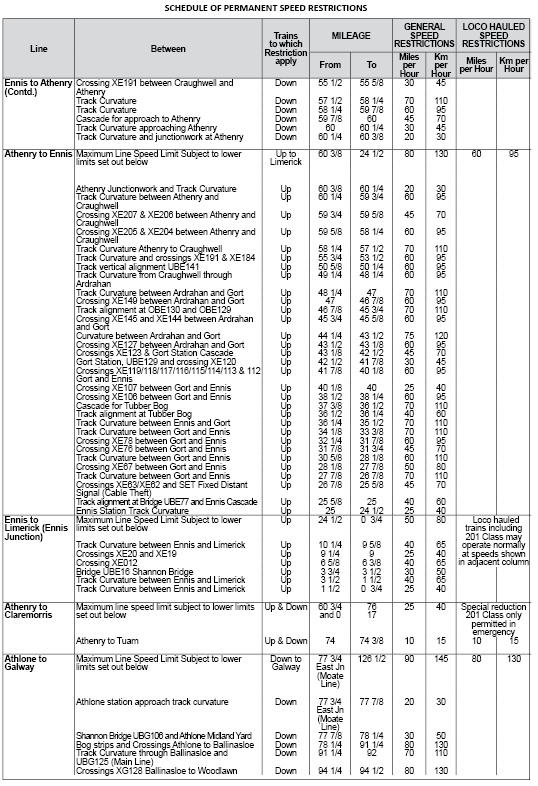 SCHEDULE OF PERMANENT SPEED RESTRICTIONS
Line Between Trains to which Restriction apply MILEAGE GENERAL SPEED RESTRICTIONS LOCO HAULED SPEED RESTRICTIONS
From To Miles per Hour Km per Hour Miles per Hour Km per Hour
Ennis to Athenry Crossing XE191 between Craughwell and Down 55 1/2 55 5/8 30 45
(Contd.) Athenry
Track Curvature Down 57 1/2 58 1/4 70 110
Track Curvature Down 58 1/4 59 7/8 60 95
Cascade for approach to Athenry Down 59 7/8 60 45 70
Track Curvature approaching Athenry Down 60 60 1/4 30 45
Track Curvature and junctionwork at Athenry Down 60 1/4 60 3/8 20 30
Athenry to Ennis Maximum Line Speed Limit Subject to lower Up to 60 3/8 24 1/2 80 130 60 95
limits set out below Limerick
Athenry Junctionwork and Track Curvature Up 60 3/8 60 1/4 20 30
Track Curvature between Athenry and Up 60 1/4 59 3/4 60 95
Craughwell
Crossing XE207 & XE206 between Athenry and Up 59 3/4 59 5/8 45 70
Craughwell
Crossing XE205 & XE204 between Athenry and Up 59 5/8 58 1/4 60 95
Craughwell
Track Curvature Athenry to Craughwell Up 58 1/4 57 1/2 70 110
Track Curvature and crossings XE191 & XE184 Up 55 3/4 53 1/2 60 95
Track vertical alignment UBE141 Up 50 5/8 50 1/4 60 95
Track Curvature from Craughwell through Up 49 1/4 48 1/4 60 95
Ardrahan
Track Curvature between Ardrahan and Gort Up 48 1/4 47 70 110
Crossing XE149 between Ardrahan and Gort Up 47 46 7/8 60 95
Track alignment at OBE130 and OBE129 Up 46 7/8 45 3/4 70 110
Crossing XE145 and XE144 between Ardrahan Up 45 3/4 45 5/8 60 95
and Gort
Curvature between Ardrahan and Gort Up 44 1/4 43 1/2 75 120
Crossing XE127 between Ardrahan and Gort Up 43 1/2 43 1/8 60 95
Crossings XE123 & Gort Station Cascade Up 43 1/8 42 1/2 45 70
Gort Station, UBE129 and crossing XE120 Up 42 1/2 41 7/8 30 45
Crossings XE119/118/117/116/115/114/113 & 112 Up 41 7/8 40 1/8 60 95
Gort and Ennis
Crossing XE107 between Gort and Ennis Up 40 1/8 40 25 40
Crossing XE106 between Gort and Ennis Up 38 1/2 38 1/4 60 95
Cascade for Tubber Bog Up 37 3/8 36 1/2 70 110
Track alignment at Tubber Bog Up 36 1/2 36 1/4 40 60
Track Curvature between Ennis and Gort Up 36 1/4 35 1/2 70 110
Track Curvature between Gort and Ennis Up 34 1/8 33 3/8 70 110
Crossing XE78 between Gort and Ennis Up 32 1/4 31 7/8 60 95
Crossing XE76 between Gort and Ennis Up 31 7/8 31 3/4 45 70
Track Curvature between Gort and Ennis Up 30 5/8 28 1/8 60 110
Crossing XE67 between Gort and Ennis Up 28 1/8 27 7/8 50 80
Track Curvature between Gort and Ennis Up 27 7/8 26 7/8 70 110
Crossings XE63/XE62 and SET Fixed Distant Up 26 7/8 25 5/8 45 70
Signal (Cable Theft)
Track alignment at Bridge UBE77 and Ennis Cascade Up 25 5/8 25 40 60
Ennis Station Track Curvature Up 25 24 1/2 25 40
Ennis to Maximum Line Speed Limit Subject to lower Up 24 1/2 0 3/4 50 80 Loco hauled
Limerick (Ennis limits set out below trains including
Junction) 201 Class may
Track Curvature between Ennis and Limerick Up 10 1/4 9 5/8 40 65 operate normally
Crossings XE20 and XE19 Up 9 1/4 9 25 40 at speeds shown
Crossing XE012 Up 6 5/8 6 3/8 40 65 in adjacent column
Bridge UBE16 Shannon Bridge Up 3 3/4 3 1/2 30 50
Track Curvature between Ennis and Limerick Up 3 1/2 1 1/2 40 65
Track Curvature between Ennis and Limerick Up 1 1/2 0 3/4 25 40
Athenry to Maximum line speed limit subject to lower limits Up & Down 60 3/4 76 25 40 Special reduction
Claremorris set out below and 0 17 201 Class only
permitted in
emergency
Athenry to Tuam Up & Down 74 74 3/8 10 15 10 15
Athlone to Maximum Line Speed Limit Subject to lower Down to 77 3/4 126 1/2 90 145 80 130
Galway limits set out below Galway East Jn
(Moate
Line)
Athlone station approach track curvature Down 77 3/4 77 7/8 20 30
East Jn
(Moate
Line)
Shannon Bridge UBG106 and Athlone Midland Yard Down 77 7/8 78 1/4 30 50
Bog strips and Crossings Athlone to Ballinasloe Down 78 1/4 91 1/4 80 130
Track Curvature through Ballinasloe and Down 91 1/4 92 70 110
UBG125 (Main Line)
Crossings XG128 Ballinasloe to Woodlawn Down 94 1/4 94 1/2 80 130